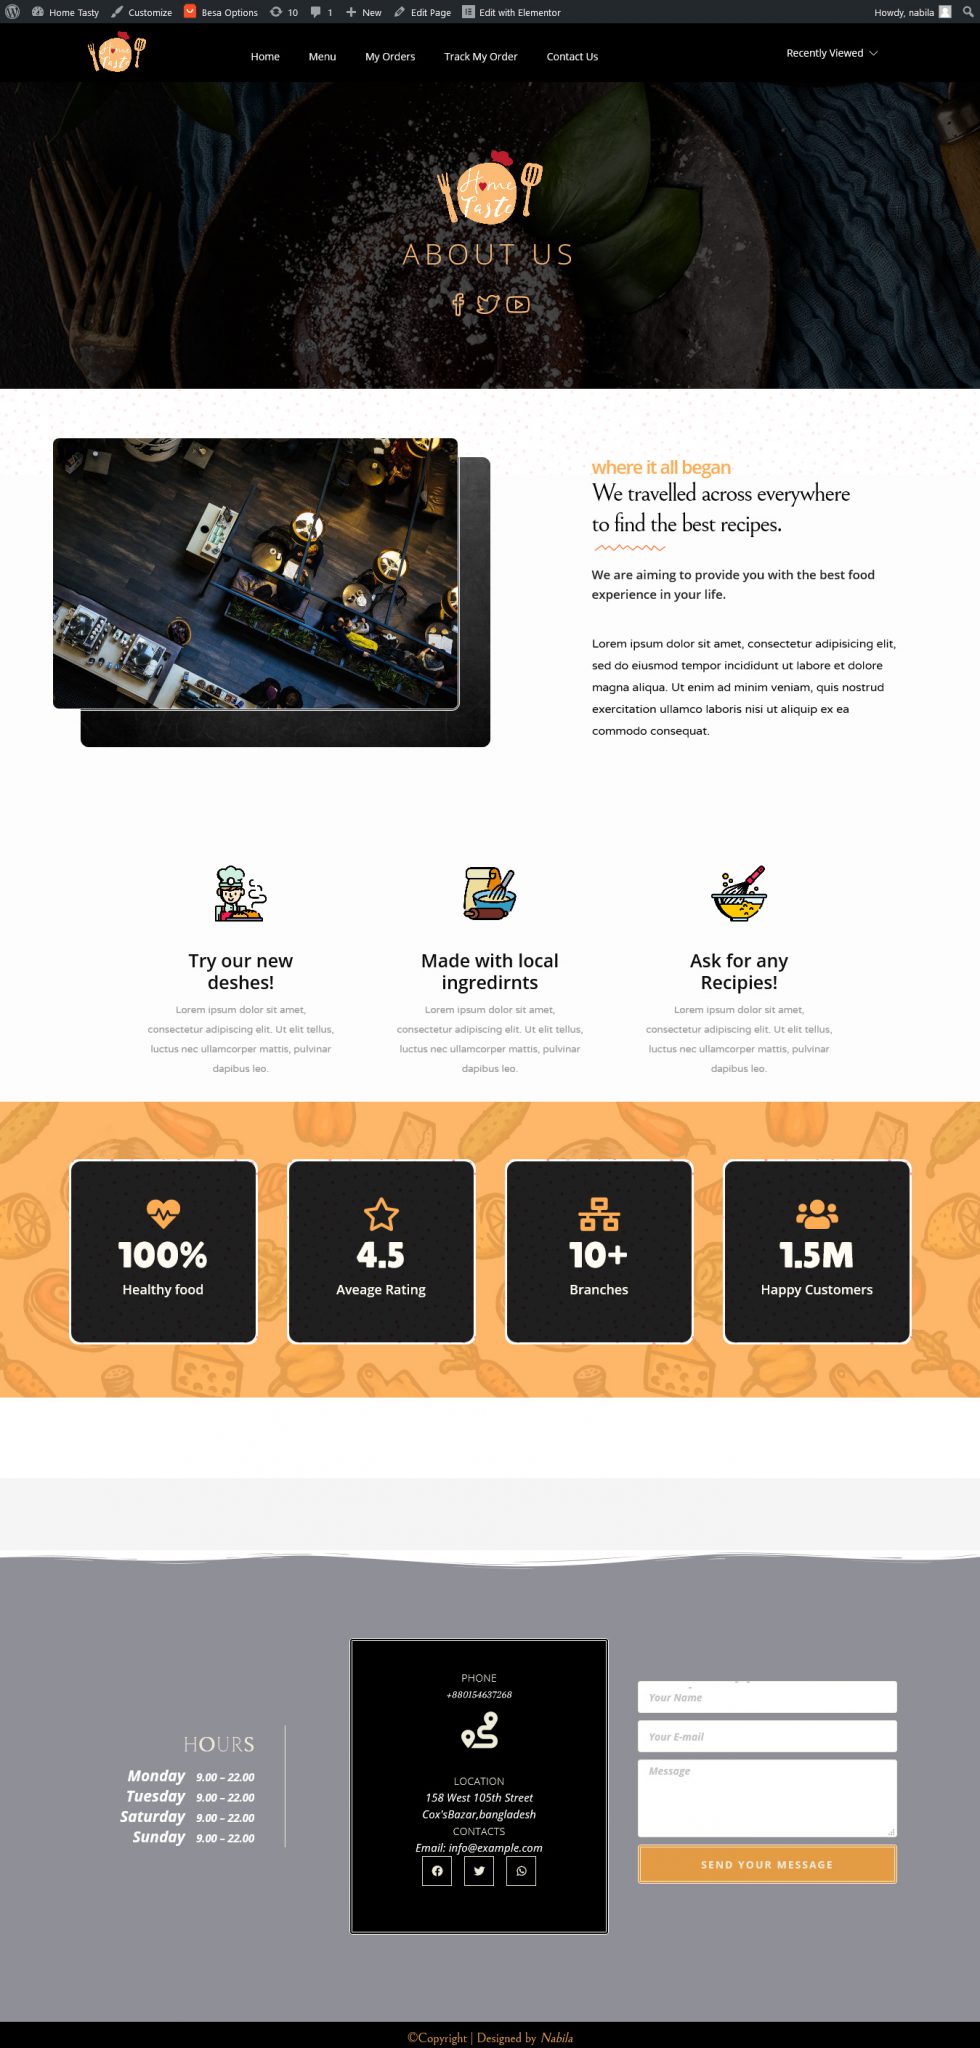 Home Tasty Customize Besa Options 10 1 New Edit Page Edit with Elementor Howdy, nabila
Home Taste
Home Menu My Orders Track My Order Contact Us Recently Viewed
Home
Taste
ABOUT US
where it all began
We travelled across everywhere
to find the best recipes.
We are aiming to provide you with the best food
experience in your life.
Lorem ipsum dolor sit amet, consectetur adipisicing elit,
sed do eiusmod tempor incididunt ut labore et dolore
magna aliqua. Ut enim ad minim veniam, quis nostrud
exercitation ullamco laboris nisi ut aliquip ex ea
commodo consequat.
Try our new
deshes!
Lorem ipsum dolor sit amet,
consectetur adipiscing elit. Ut elit tellus,
luctus nec ullamcorper mattis, pulvinar
dapibus leo.
Made with local
ingredirnts
Lorem ipsum dolor sit amet,
consectetur adipiscing elit. Ut elit tellus,
luctus nec ullamcorper mattis, pulvinar
dapibus leo.
Ask for any
Recipies!
Lorem ipsum dolor sit amet,
consectetur adipiscing elit. Ut elit tellus,
luctus nec ullamcorper mattis, pulvinar
dapibus leo.
100%
Healthy food
4.5
Aveage Rating
10+
Branches
1.5M
Happy Customers
HOURS
Monday 9.00 – 22.00
Tuesday 9.00 – 22.00
Saturday 9.00 – 22.00
Sunday 9.00 – 22.00
PHONE
+880154637268
LOCATION
158 West 105th Street
Cox'sBazar,bangladesh
CONTACTS
Email: info@example.com
Your Name
Your E-mail
Message
SEND YOUR MESSAGE
©Copyright | Designed by Nabila